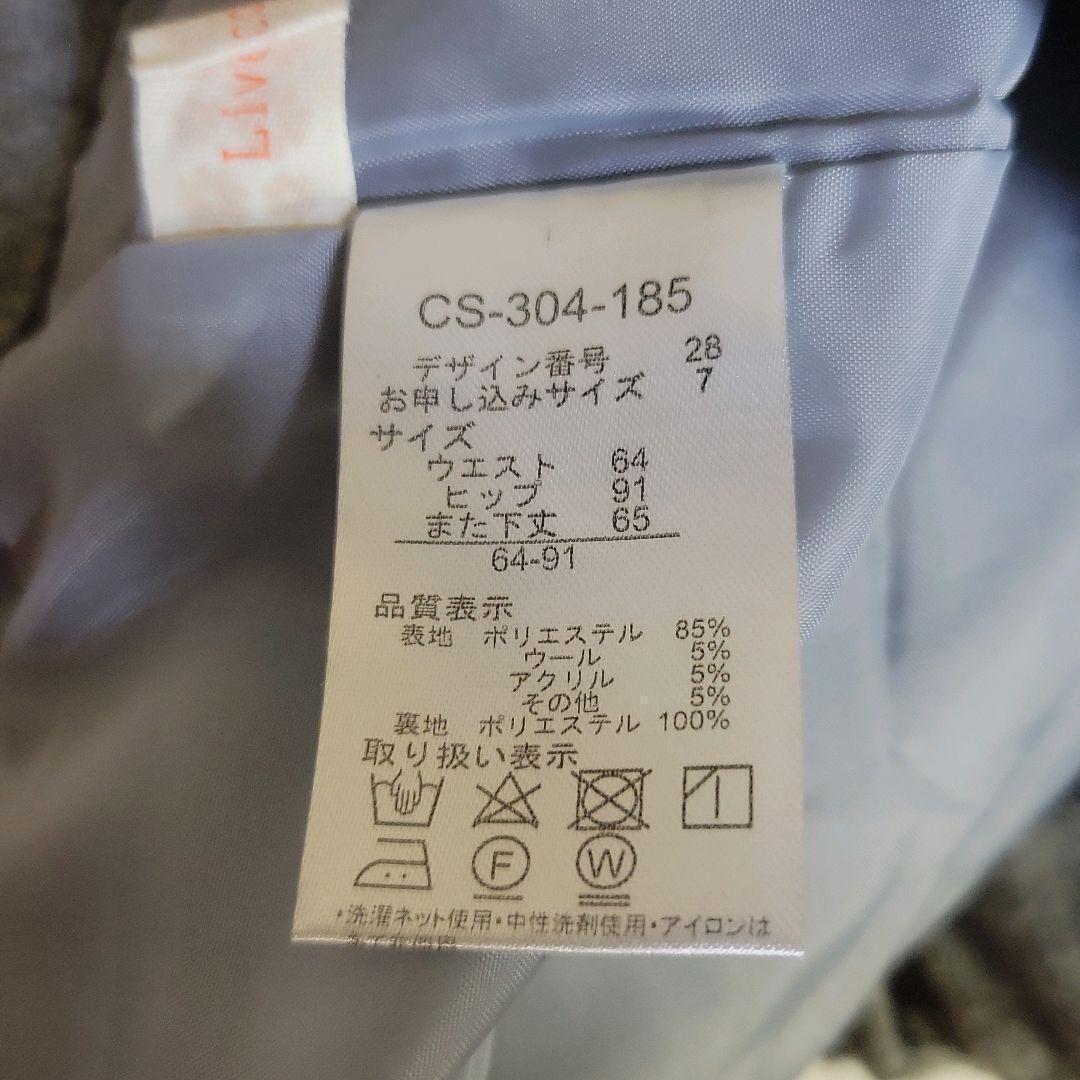 CS-304-185
デザイン番号 28
お申し込みサイズ 7
サイズ
ウエスト 64
ヒップ 91
また下丈 65
64-91
品質表示
表地 ポリエステル 85%
ウール 5%
アクリル 5%
その他 5%
裏地 ポリエステル 100%
取り扱い表示
F W
・洗濯ネット使用・中性洗剤使用・アイロンは